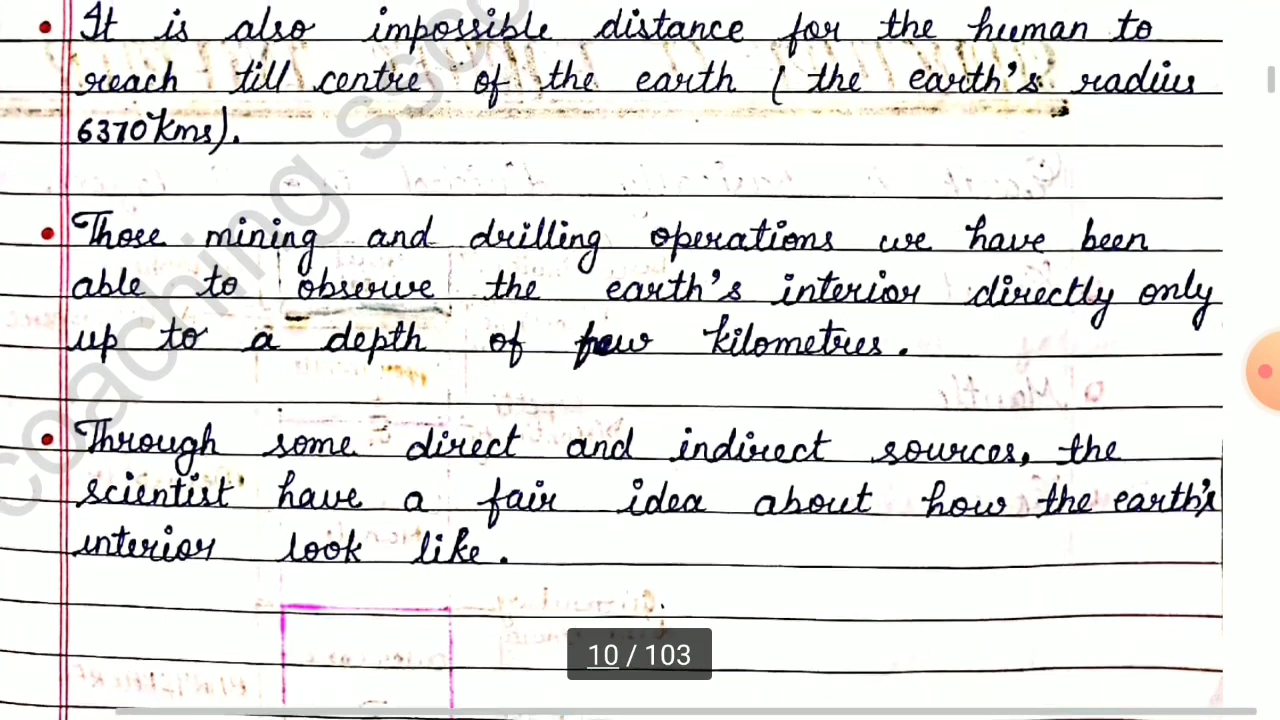 • It is also impossible distance for the human to
reach till centre of the earth ( the earth's radius
6370 kms).
• Those mining and drilling operations we have been
able to observe the earth's interior directly only
up to a depth of few kilometres.
• Through some direct and indirect sources, the
scientist have a fair idea about how the earth's
interior look like.
coaching
10 / 103